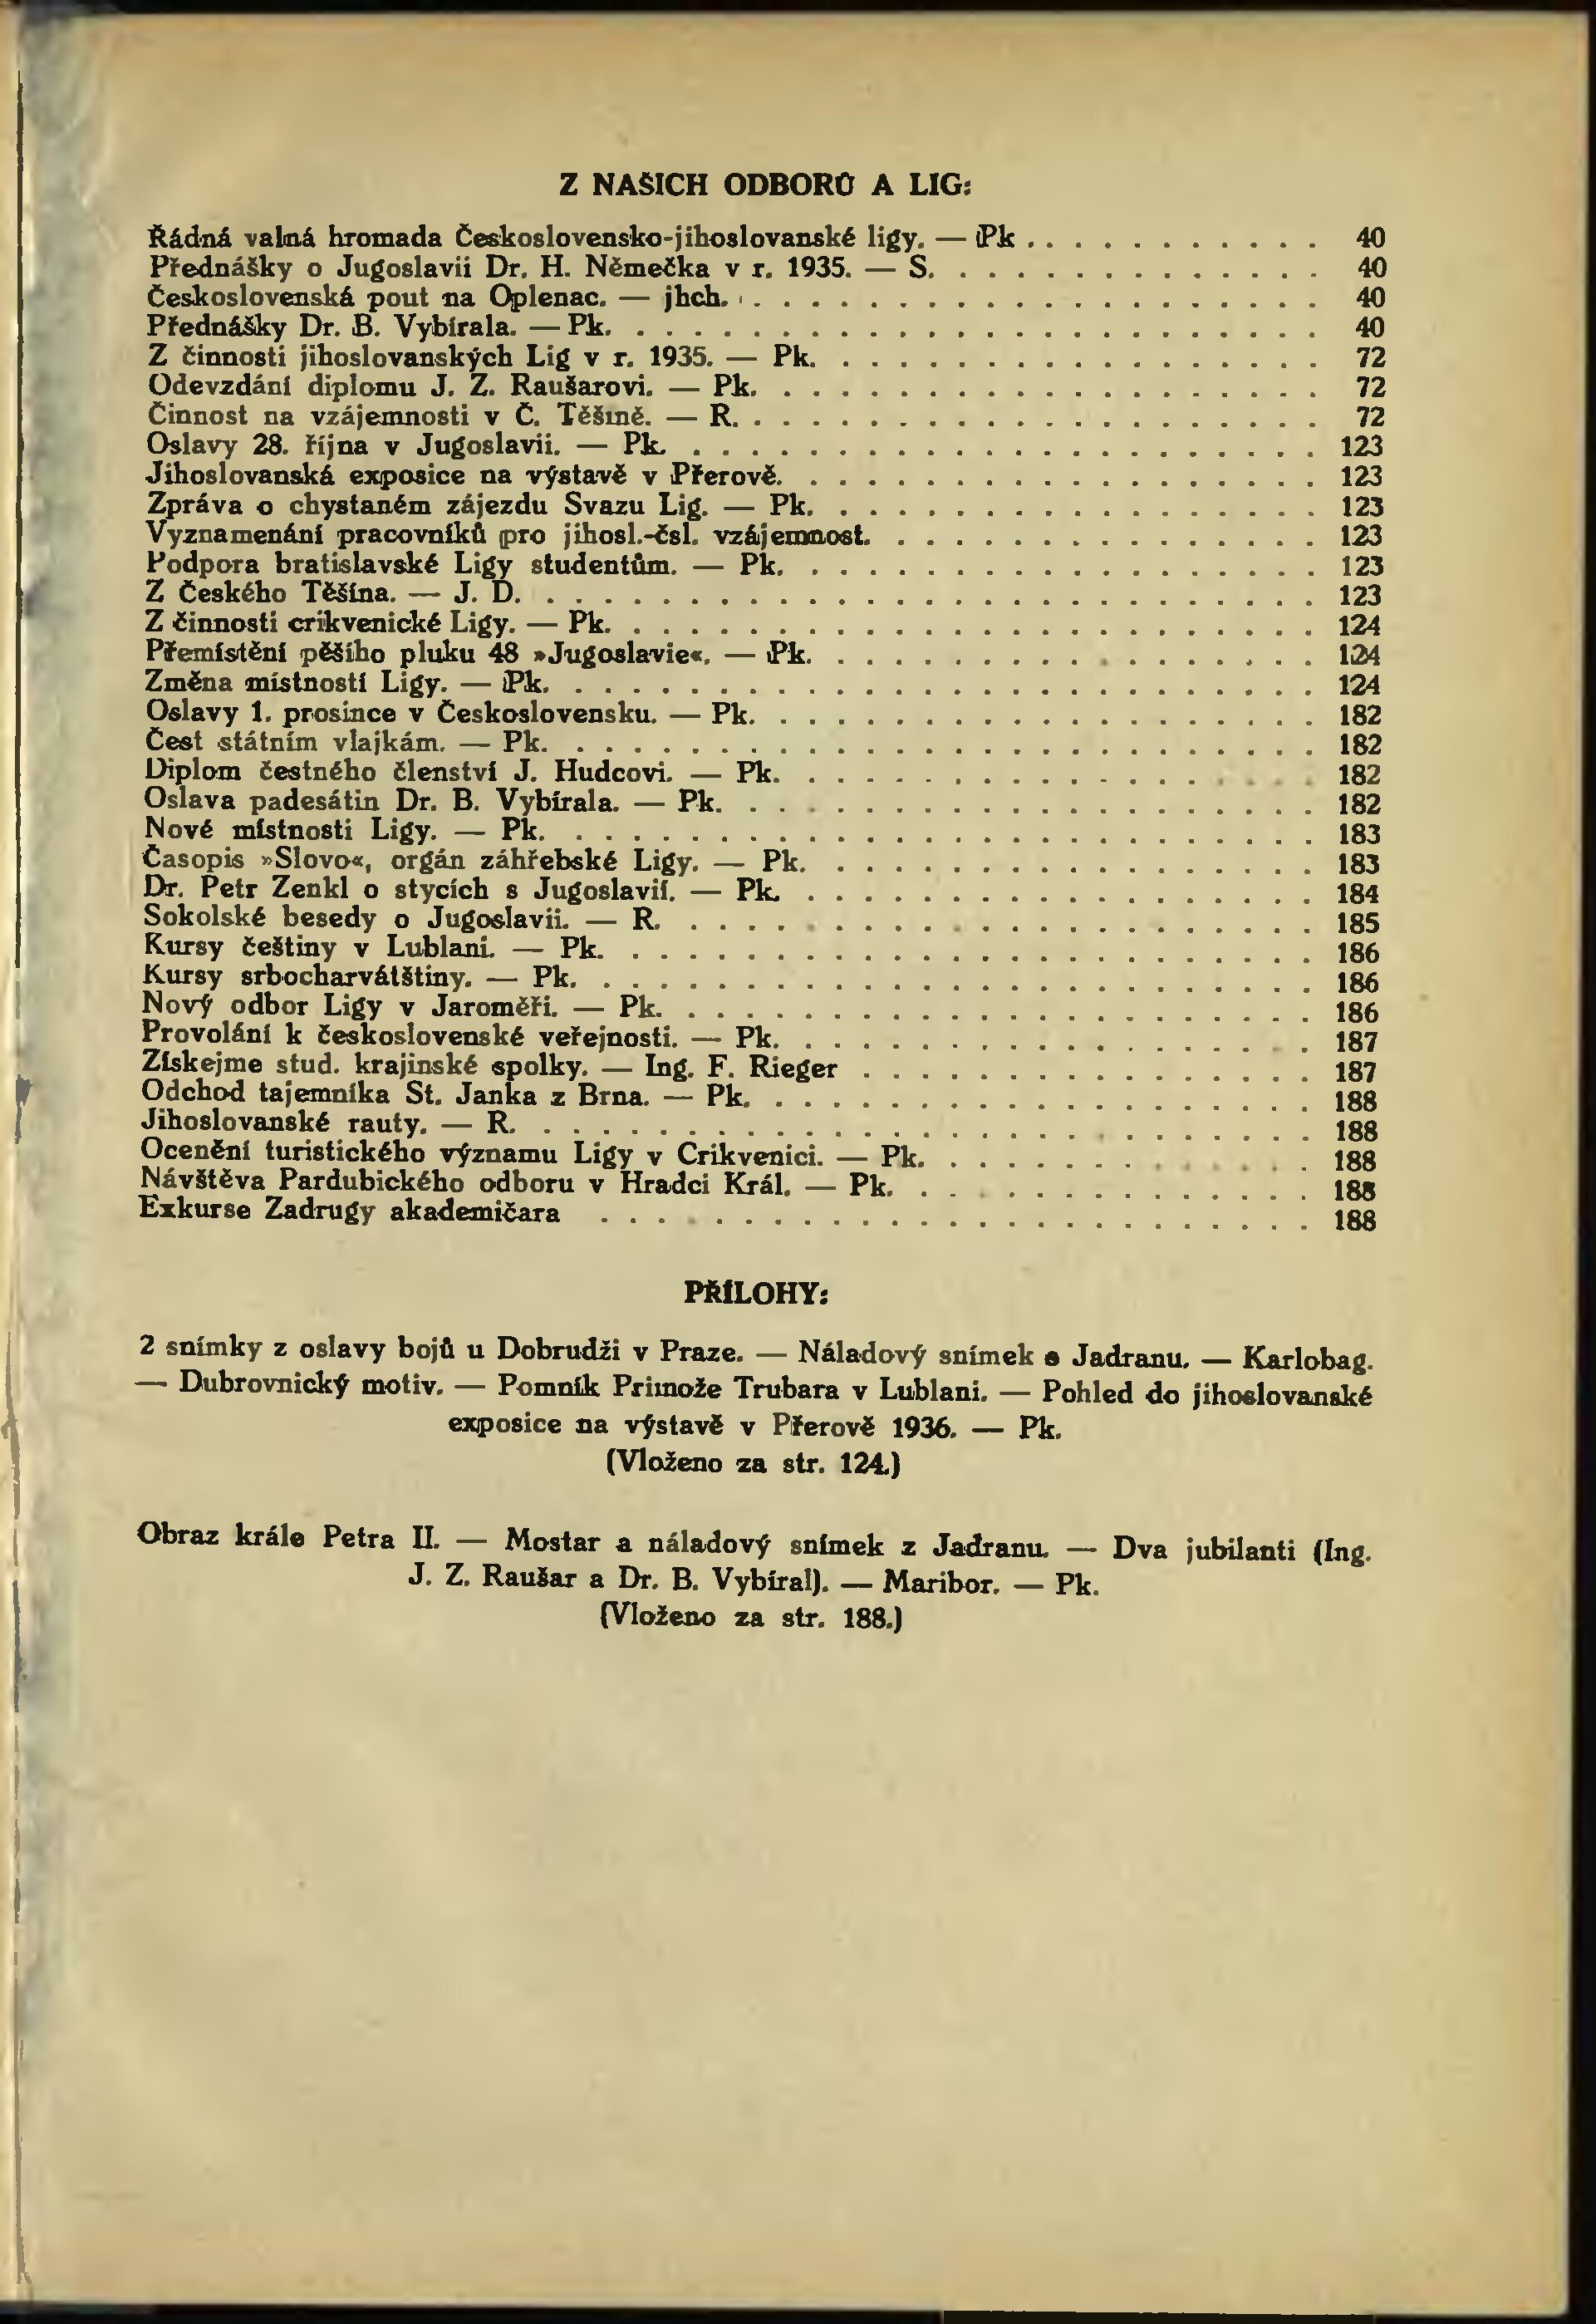 Z NAŠICH ODBORŮ A LIG:
Řádná valná hromada Československo-jihoslovanské ligy. — Pk . . . . . . . . . . . 40
Přednášky o Jugoslavii Dr. H. Němečka v r. 1935. — S. . . . . . . . . . . . . . 40
Československá pout na Oplenac. — jhch. . . . . . . . . . . . . . . . . . . . . 40
Přednášky Dr. B. Vybírala. — Pk. . . . . . . . . . . . . . . . . . . . . . . . . 40
Z činnosti jihoslovanských Lig v r. 1935. — Pk. . . . . . . . . . . . . . . . . . 72
Odevzdání diplomu J. Z. Raušarovi. — Pk. . . . . . . . . . . . . . . . . . . . 72
Činnost na vzájemnosti v Č. Těšině. — R. . . . . . . . . . . . . . . . . . . . . 72
Oslavy 28. října v Jugoslavii. — Pk. . . . . . . . . . . . . . . . . . . . . . . 123
Jihoslovanská exposice na výstavě v Přerově. . . . . . . . . . . . . . . . . . . 123
Zpráva o chystaném zájezdu Svazu Lig. — Pk. . . . . . . . . . . . . . . . . . 123
Vyznamenání pracovníků pro jihosl.-čsl. vzájemnost. . . . . . . . . . . . . . . . 123
Podpora bratislavské Ligy studentům. — Pk. . . . . . . . . . . . . . . . . . . 123
Z Českého Těšína. — J. D. . . . . . . . . . . . . . . . . . . . . . . . . . . . 123
Z činnosti crikvenické Ligy. — Pk. . . . . . . . . . . . . . . . . . . . . . . . . 124
Přemístění pěšího pluku 48 »Jugoslavie«. — Pk. . . . . . . . . . . . . . . . . . 124
Změna místností Ligy. — Pk. . . . . . . . . . . . . . . . . . . . . . . . . . . 124
Oslavy 1. prosince v Československu. — Pk. . . . . . . . . . . . . . . . . . . . 182
Čest státním vlajkám. — Pk. . . . . . . . . . . . . . . . . . . . . . . . . . . 182
Diplom čestného členství J. Hudcovi. — Pk. . . . . . . . . . . . . . . . . . . 182
Oslava padesátin Dr. B. Vybírala. — Pk. . . . . . . . . . . . . . . . . . . . . 182
Nové místnosti Ligy. — Pk. . . . . . . . . . . . . . . . . . . . . . . . . . . 183
Časopis »Slovo«, orgán záhřebské Ligy. — Pk. . . . . . . . . . . . . . . . . . 183
Dr. Petr Zenkl o stycích s Jugoslavií. — Pk. . . . . . . . . . . . . . . . . . . 184
Sokolské besedy o Jugoslavii. — R. . . . . . . . . . . . . . . . . . . . . . . 185
Kursy češtiny v Lublani. — Pk. . . . . . . . . . . . . . . . . . . . . . . . . 186
Kursy srbocharvátštiny. — Pk. . . . . . . . . . . . . . . . . . . . . . . . . . 186
Nový odbor Ligy v Jaroměři. — Pk. . . . . . . . . . . . . . . . . . . . . . . 186
Provolání k československé veřejnosti. — Pk. . . . . . . . . . . . . . . . . . . 187
Získejme stud. krajinské spolky. — Ing. F. Rieger . . . . . . . . . . . . . . . . 187
Odchod tajemníka St. Janka z Brna. — Pk. . . . . . . . . . . . . . . . . . . . 188
Jihoslovanské rauty. — R. . . . . . . . . . . . . . . . . . . . . . . . . . . . 188
Ocenění turistického významu Ligy v Crikvenici. — Pk. . . . . . . . . . . . . . . 188
Návštěva Pardubického odboru v Hradci Král. — Pk. . . . . . . . . . . . . . . . 188
Exkurse Zadrugy akademičara . . . . . . . . . . . . . . . . . . . . . . . . . 188
PŘÍLOHY:
2 snímky z oslavy bojů u Dobrudži v Praze. — Náladový snímek s Jadranu. — Karlobag.
— Dubrovnický motiv. — Pomník Primože Trubara v Lublani. — Pohled do jihoslovanské
exposice na výstavě v Přerově 1936. — Pk.
(Vloženo za str. 124.)
Obraz krále Petra II. — Mostar a náladový snímek z Jadranu. — Dva jubilanti (Ing.
J. Z. Raušar a Dr. B. Vybíral). — Maribor. — Pk.
(Vloženo za str. 188.)